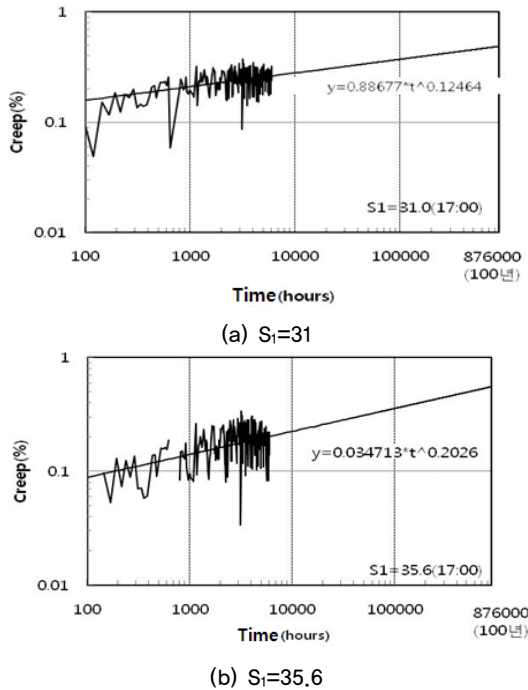 1
y=0.88677*t^0.12464
0.1
Creep(%)
S1=31.0(17:00)
0.01
100 1000 10000 100000 876000
(100년)
Time(hours)
(a) S₁=31
1
y=0.034713*t^0.2026
0.1
Creep(%)
S1=35.6(17:00)
0.01
100 1000 10000 100000 876000
(100년)
Time(hours)
(b) S₁=35.6